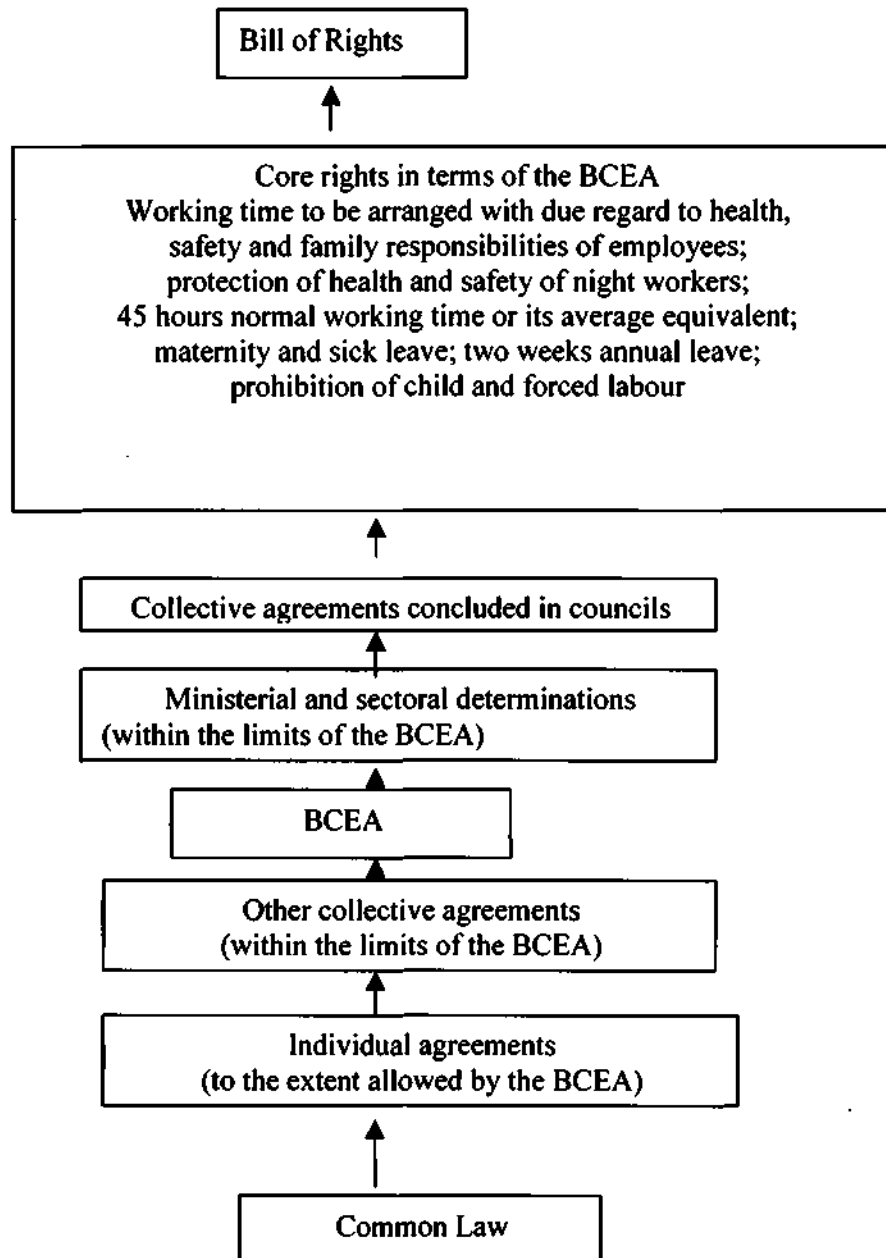 Bill of Rights
Core rights in terms of the BCEA
Working time to be arranged with due regard to health,
safety and family responsibilities of employees;
protection of health and safety of night workers;
45 hours normal working time or its average equivalent;
maternity and sick leave; two weeks annual leave;
prohibition of child and forced labour
Collective agreements concluded in councils
Ministerial and sectoral determinations
(within the limits of the BCEA)
BCEA
Other collective agreements
(within the limits of the BCEA)
Individual agreements
(to the extent allowed by the BCEA)
Common Law